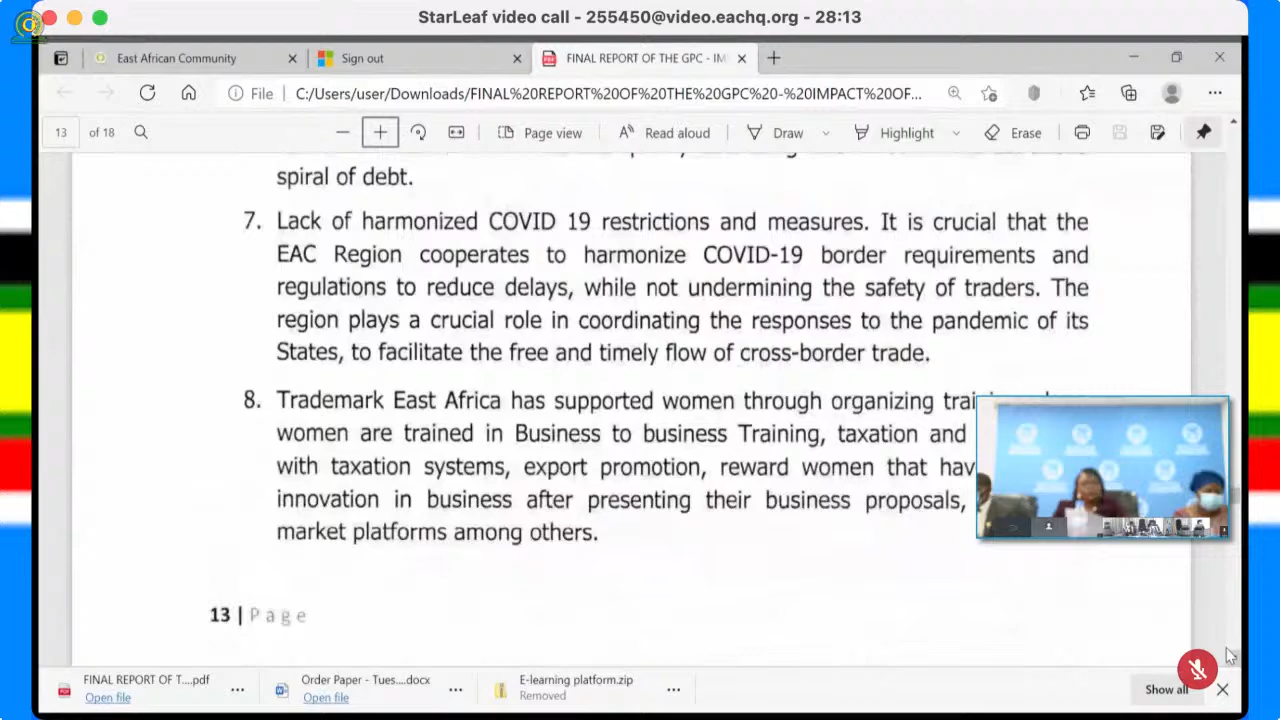 StarLeaf video call - 255450@video.eachq.org - 28:13
East African Community
Sign out
FINAL REPORT OF THE GPC - IM
File
C:/Users/user/Downloads/FINAL%20REPORT%20OF%20THE%20GPC%20-%20IMPACT%20OF...
13 of 18
Page view
Read aloud
Draw
Highlight
Erase
spiral of debt.
7. Lack of harmonized COVID 19 restrictions and measures. It is crucial that the
EAC Region cooperates to harmonize COVID-19 border requirements and
regulations to reduce delays, while not undermining the safety of traders. The
region plays a crucial role in coordinating the responses to the pandemic of its
States, to facilitate the free and timely flow of cross-border trade.
8. Trademark East Africa has supported women through organizing
women are trained in Business to business Training, taxation and
with taxation systems, export promotion, reward women that
innovation in business after presenting their business proposals,
market platforms among others.
13 | Page
FINAL REPORT OF T....pdf
Open file
Order Paper - Tues....docx
Open file
E-learning platform.zip
Removed
Show all